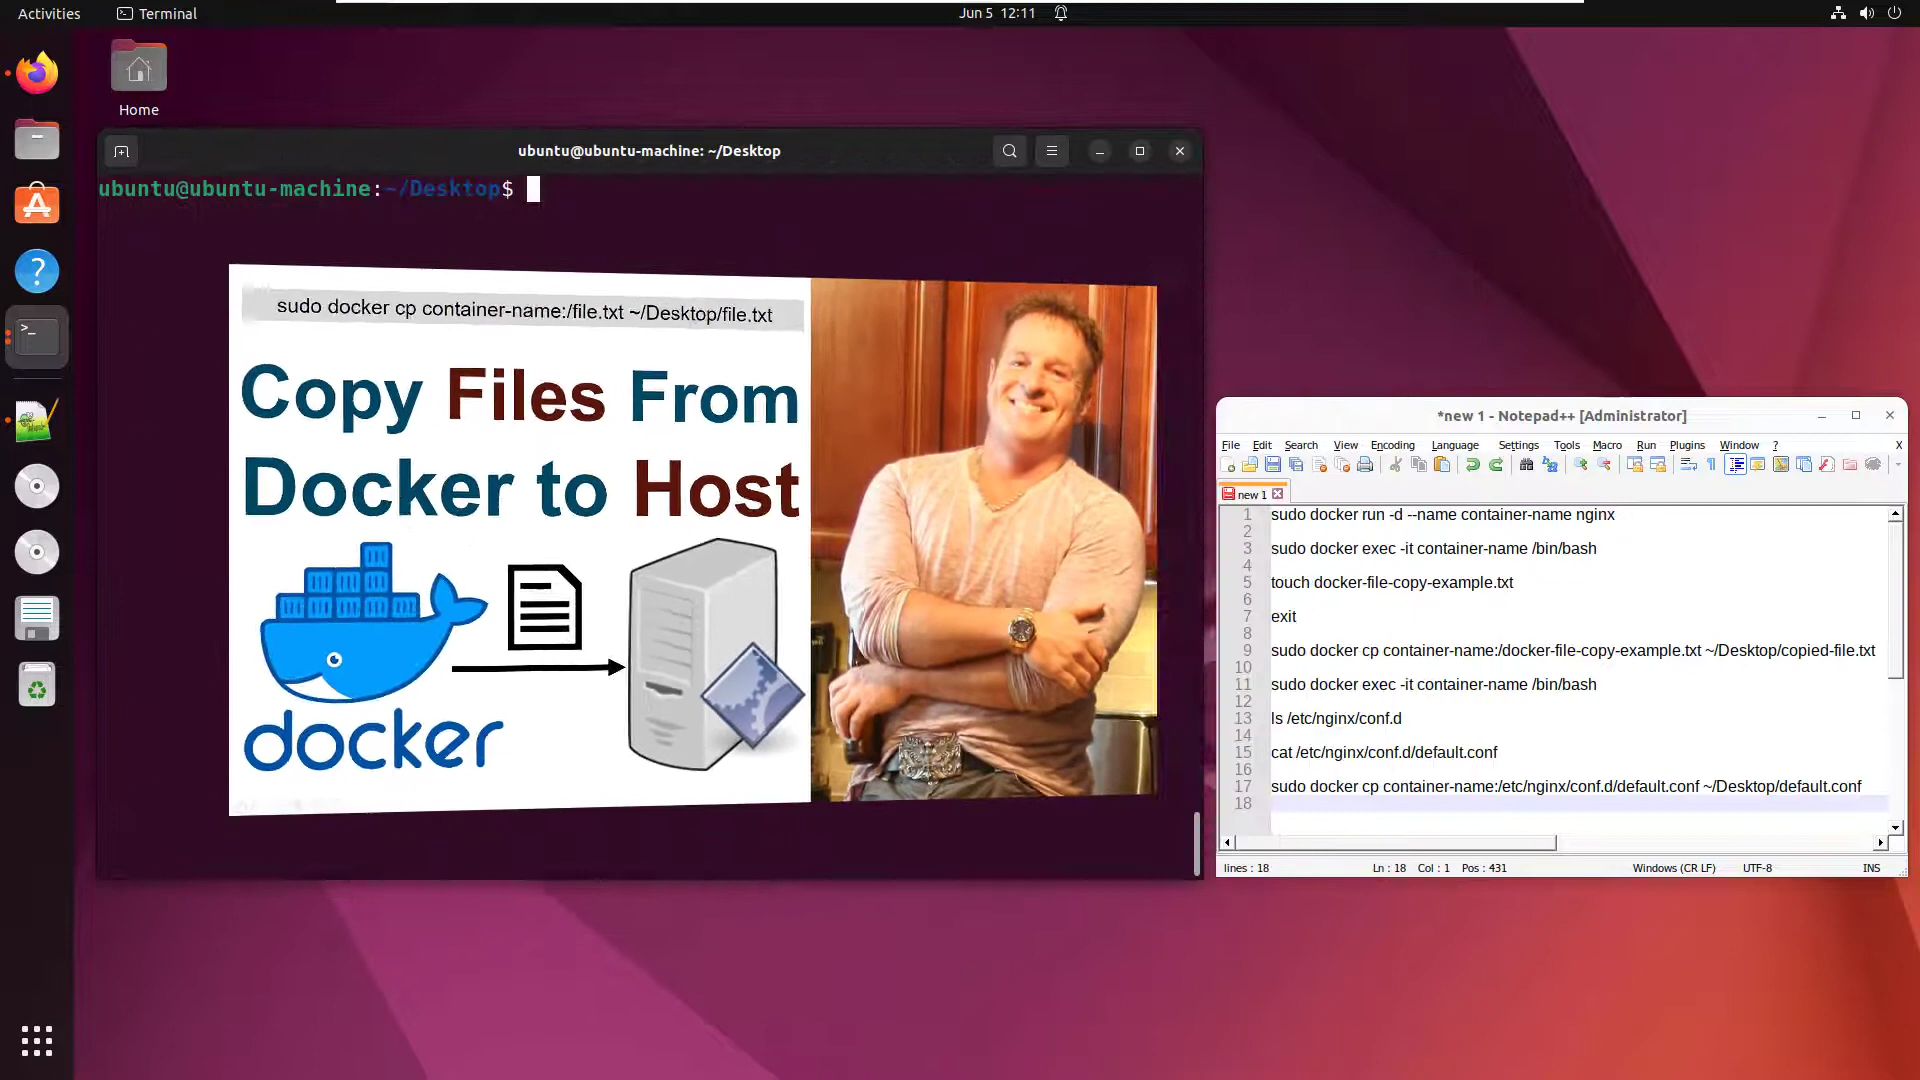 Activities
Terminal
Jun 5 12:11
Home
ubuntu@ubuntu-machine: ~/Desktop
ubuntu@ubuntu-machine:~/Desktop$
sudo docker cp container-name:/file.txt ~/Desktop/file.txt
Copy Files From
Docker to Host
docker
*new 1 - Notepad++ [Administrator]
File Edit Search View Encoding Language Settings Tools Macro Run Plugins Window ? X
new 1
1 sudo docker run -d --name container-name nginx
2
3 sudo docker exec -it container-name /bin/bash
4
5 touch docker-file-copy-example.txt
6
7 exit
8
9 sudo docker cp container-name:/docker-file-copy-example.txt ~/Desktop/copied-file.txt
10
11 sudo docker exec -it container-name /bin/bash
12
13 ls /etc/nginx/conf.d
14
15 cat /etc/nginx/conf.d/default.conf
16
17 sudo docker cp container-name:/etc/nginx/conf.d/default.conf ~/Desktop/default.conf
18
lines : 18 Ln : 18 Col : 1 Pos : 431 Windows (CR LF) UTF-8 INS